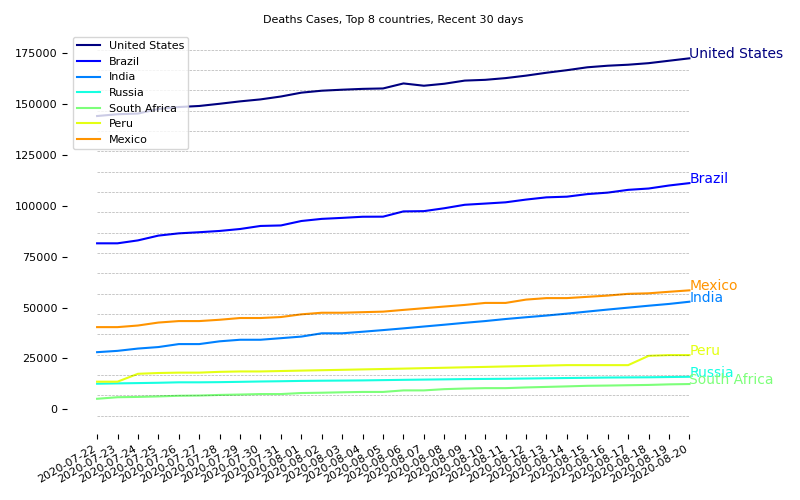 Deaths Cases, Top 8 countries, Recent 30 days
United States
Brazil
India
Russia
South Africa
Peru
Mexico
175000
150000
125000
100000
75000
50000
25000
0
United States
Brazil
Mexico
India
Peru
Russia
South Africa
2020-07-22
2020-07-23
2020-07-24
2020-07-25
2020-07-26
2020-07-27
2020-07-28
2020-07-29
2020-07-30
2020-07-31
2020-08-01
2020-08-02
2020-08-03
2020-08-04
2020-08-05
2020-08-06
2020-08-07
2020-08-08
2020-08-09
2020-08-10
2020-08-11
2020-08-12
2020-08-13
2020-08-14
2020-08-15
2020-08-16
2020-08-17
2020-08-18
2020-08-19
2020-08-20